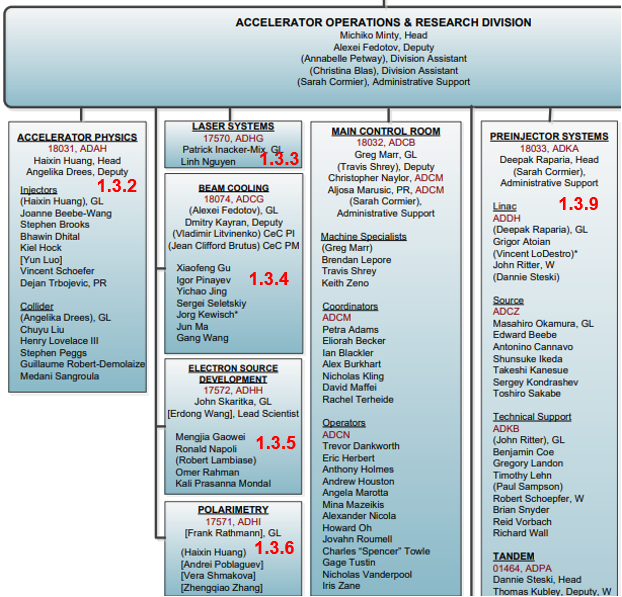 ACCELERATOR OPERATIONS & RESEARCH DIVISION
Michiko Minty, Head
Alexei Fedotov, Deputy
(Annabelle Petway), Division Assistant
(Christina Blas), Division Assistant
(Sarah Cormier), Administrative Support
ACCELERATOR PHYSICS
18031, ADAH
Haixin Huang, Head
Angelika Drees, Deputy
1.3.2
Injectors
(Haixin Huang), GL
Joanne Beebe-Wang
Stephen Brooks
Bhawin Dhital
Kiel Hock
[Yun Luo]
Vincent Schoefer
Dejan Trbojevic, PR
Collider
(Angelika Drees), GL
Chuyu Liu
Henry Lovelace III
Stephen Peggs
Guillaume Robert-Demolaize
Medani Sangroula
LASER SYSTEMS
17570, ADHG
Patrick Inacker-Mix, GL
Linh Nguyen
1.3.3
BEAM COOLING
18074, ADCG
(Alexei Fedotov), GL
Dmitry Kayran, Deputy
(Vladimir Litvinenko) CeC PI
(Jean Clifford Brutus) CeC PM
Xiaofeng Gu
Igor Pinayev
Yichao Jing
1.3.4
Sergei Seletskiy
Jorg Kewisch*
Jun Ma
Gang Wang
ELECTRON SOURCE
DEVELOPMENT
17572, ADHH
John Skaritka, GL
[Erdong Wang], Lead Scientist
Mengjia Gaowei
Ronald Napoli
1.3.5
(Robert Lambiase)
Omer Rahman
Kali Prasanna Mondal
POLARIMETRY
17571, ADHI
[Frank Rathmann], GL
1.3.6
(Haixin Huang)
[Andrei Poblaguev]
[Vera Shmakova]
[Zhengqiao Zhang]
MAIN CONTROL ROOM
18032, ADCB
Greg Marr, GL
(Travis Shrey), Deputy
Christopher Naylor, ADCM
Aljosa Marusic, PR, ADCM
(Sarah Cormier),
Administrative Support
Machine Specialists
(Greg Marr)
Brendan Lepore
Travis Shrey
Keith Zeno
Coordinators
ADCM
Petra Adams
Eliorah Becker
Ian Blackler
Alex Burkhart
Nicholas Kling
David Maffei
Rachel Terheide
Operators
ADCN
Trevor Dankworth
Eric Herbert
Anthony Holmes
Andrew Houston
Angela Marotta
Mina Mazeikis
Alexander Nicola
Howard Oh
Jovahn Roumell
Charles “Spencer” Towle
Gage Tustin
Nicholas Vanderpool
Iris Zane
PREINJECTOR SYSTEMS
18033, ADKA
Deepak Raparia, Head
(Sarah Cormier),
Administrative Support
1.3.9
Linac
ADDH
(Deepak Raparia), GL
Grigor Atoian
(Vincent LoDestro)*
John Ritter, W
(Dannie Steski)
Source
ADCZ
Masahiro Okamura, GL
Edward Beebe
Antonino Cannavo
Shunsuke Ikeda
Takeshi Kanesue
Sergey Kondrashev
Toshiro Sakabe
Technical Support
ADKB
(John Ritter), GL
Benjamin Coe
Gregory Landon
Timothy Lehn
(Paul Sampson)
Robert Schoepfer, W
Brian Snyder
Reid Vorbach
Richard Wall
TANDEM
01464, ADPA
Dannie Steski, Head
Thomas Kubley, Deputy, W